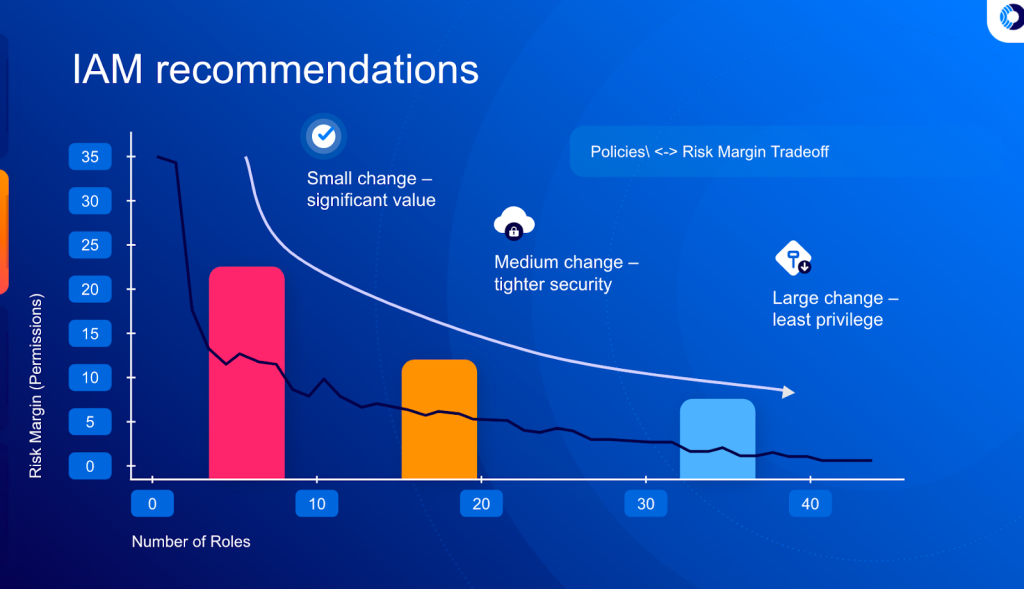 IAM recommendations
Policies\ <-> Risk Margin Tradeoff
Small change –
significant value
Medium change –
tighter security
Large change –
least privilege
Risk Margin (Permissions)
35
30
25
20
15
10
5
0
0
10
20
30
40
Number of Roles